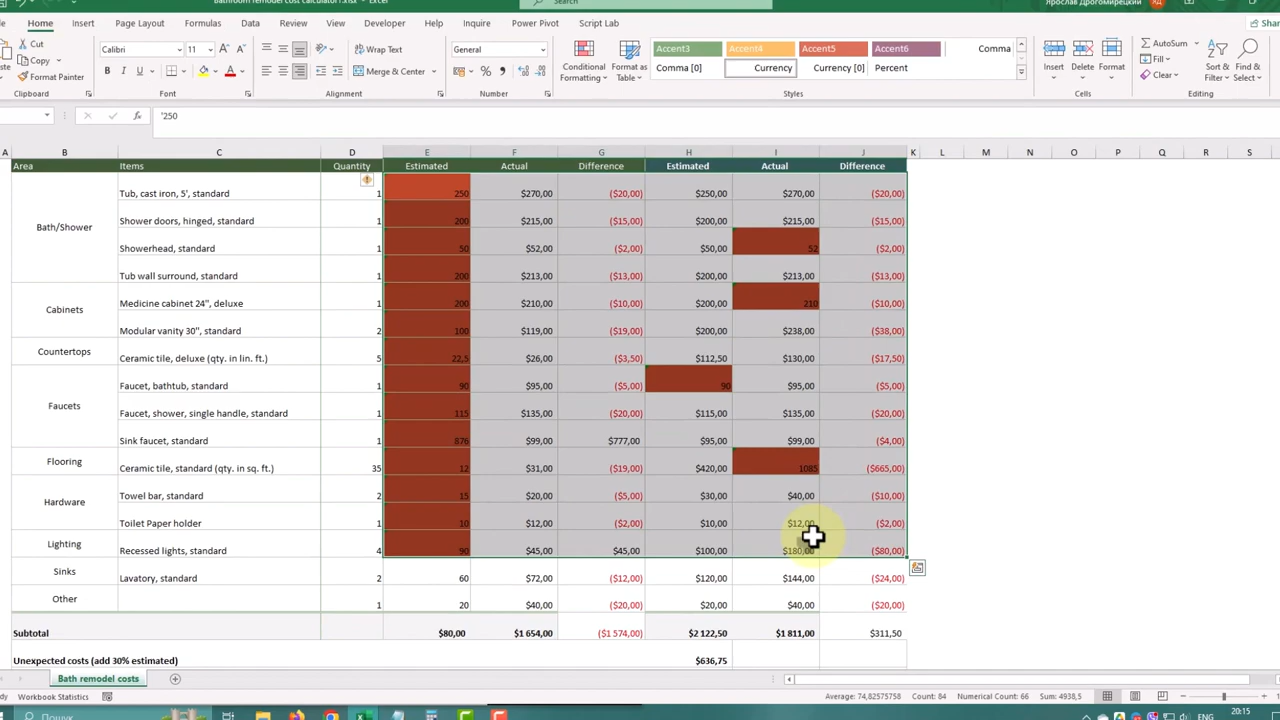 Bathroom remodel cost calculator1.xlsx - Excel
Search
Ярослав Дрогомирецкий
Home Insert Page Layout Formulas Data Review View Developer Help Inquire Power Pivot Script Lab
Share
Cut
Copy
Format Painter
Clipboard
Calibri 11
Font
Wrap Text
Merge & Center
Alignment
General
Number
Conditional Formatting
Format as Table
Accent3 Accent4 Accent5 Accent6 Comma
Comma [0] Currency Currency [0] Percent
Styles
Insert Delete Format
Cells
AutoSum
Fill
Clear
Sort & Filter
Find & Select
Editing
'250
A B C D E F G H I J K L M N O P Q R S
Area Items Quantity Estimated Actual Difference Estimated Actual Difference
Bath/Shower
Tub, cast iron, 5', standard 1 250 $270,00 ($20,00) $250,00 $270,00 ($20,00)
Shower doors, hinged, standard 1 200 $215,00 ($15,00) $200,00 $215,00 ($15,00)
Showerhead, standard 1 50 $52,00 ($2,00) $50,00 52 ($2,00)
Tub wall surround, standard 1 200 $213,00 ($13,00) $200,00 $213,00 ($13,00)
Cabinets
Medicine cabinet 24", deluxe 1 200 $210,00 ($10,00) $200,00 210 ($10,00)
Modular vanity 30", standard 2 100 $119,00 ($19,00) $200,00 $238,00 ($38,00)
Countertops
Ceramic tile, deluxe (qty. in lin. ft.) 5 22,5 $26,00 ($3,50) $112,50 $130,00 ($17,50)
Faucets
Faucet, bathtub, standard 1 90 $95,00 ($5,00) 90 $95,00 ($5,00)
Faucet, shower, single handle, standard 1 115 $135,00 ($20,00) $115,00 $135,00 ($20,00)
Sink faucet, standard 1 876 $99,00 $777,00 $95,00 $99,00 ($4,00)
Flooring
Ceramic tile, standard (qty. in sq. ft.) 35 12 $31,00 ($19,00) $420,00 1085 ($665,00)
Hardware
Towel bar, standard 2 15 $20,00 ($5,00) $30,00 $40,00 ($10,00)
Toilet Paper holder 1 10 $12,00 ($2,00) $10,00 $12,00 ($2,00)
Lighting
Recessed lights, standard 4 90 $45,00 $45,00 $100,00 $180,00 ($80,00)
Sinks
Lavatory, standard 2 60 $72,00 ($12,00) $120,00 $144,00 ($24,00)
Other
1 20 $40,00 ($20,00) $20,00 $40,00 ($20,00)
Subtotal $80,00 $1 654,00 ($1 574,00) $2 122,50 $1 811,00 $311,50
Unexpected costs (add 30% estimated) $636,75
Bath remodel costs
Workbook Statistics
Average: 74,82575758 Count: 84 Numerical Count: 66 Sum: 4938,5
Пошук
ENG
20:15